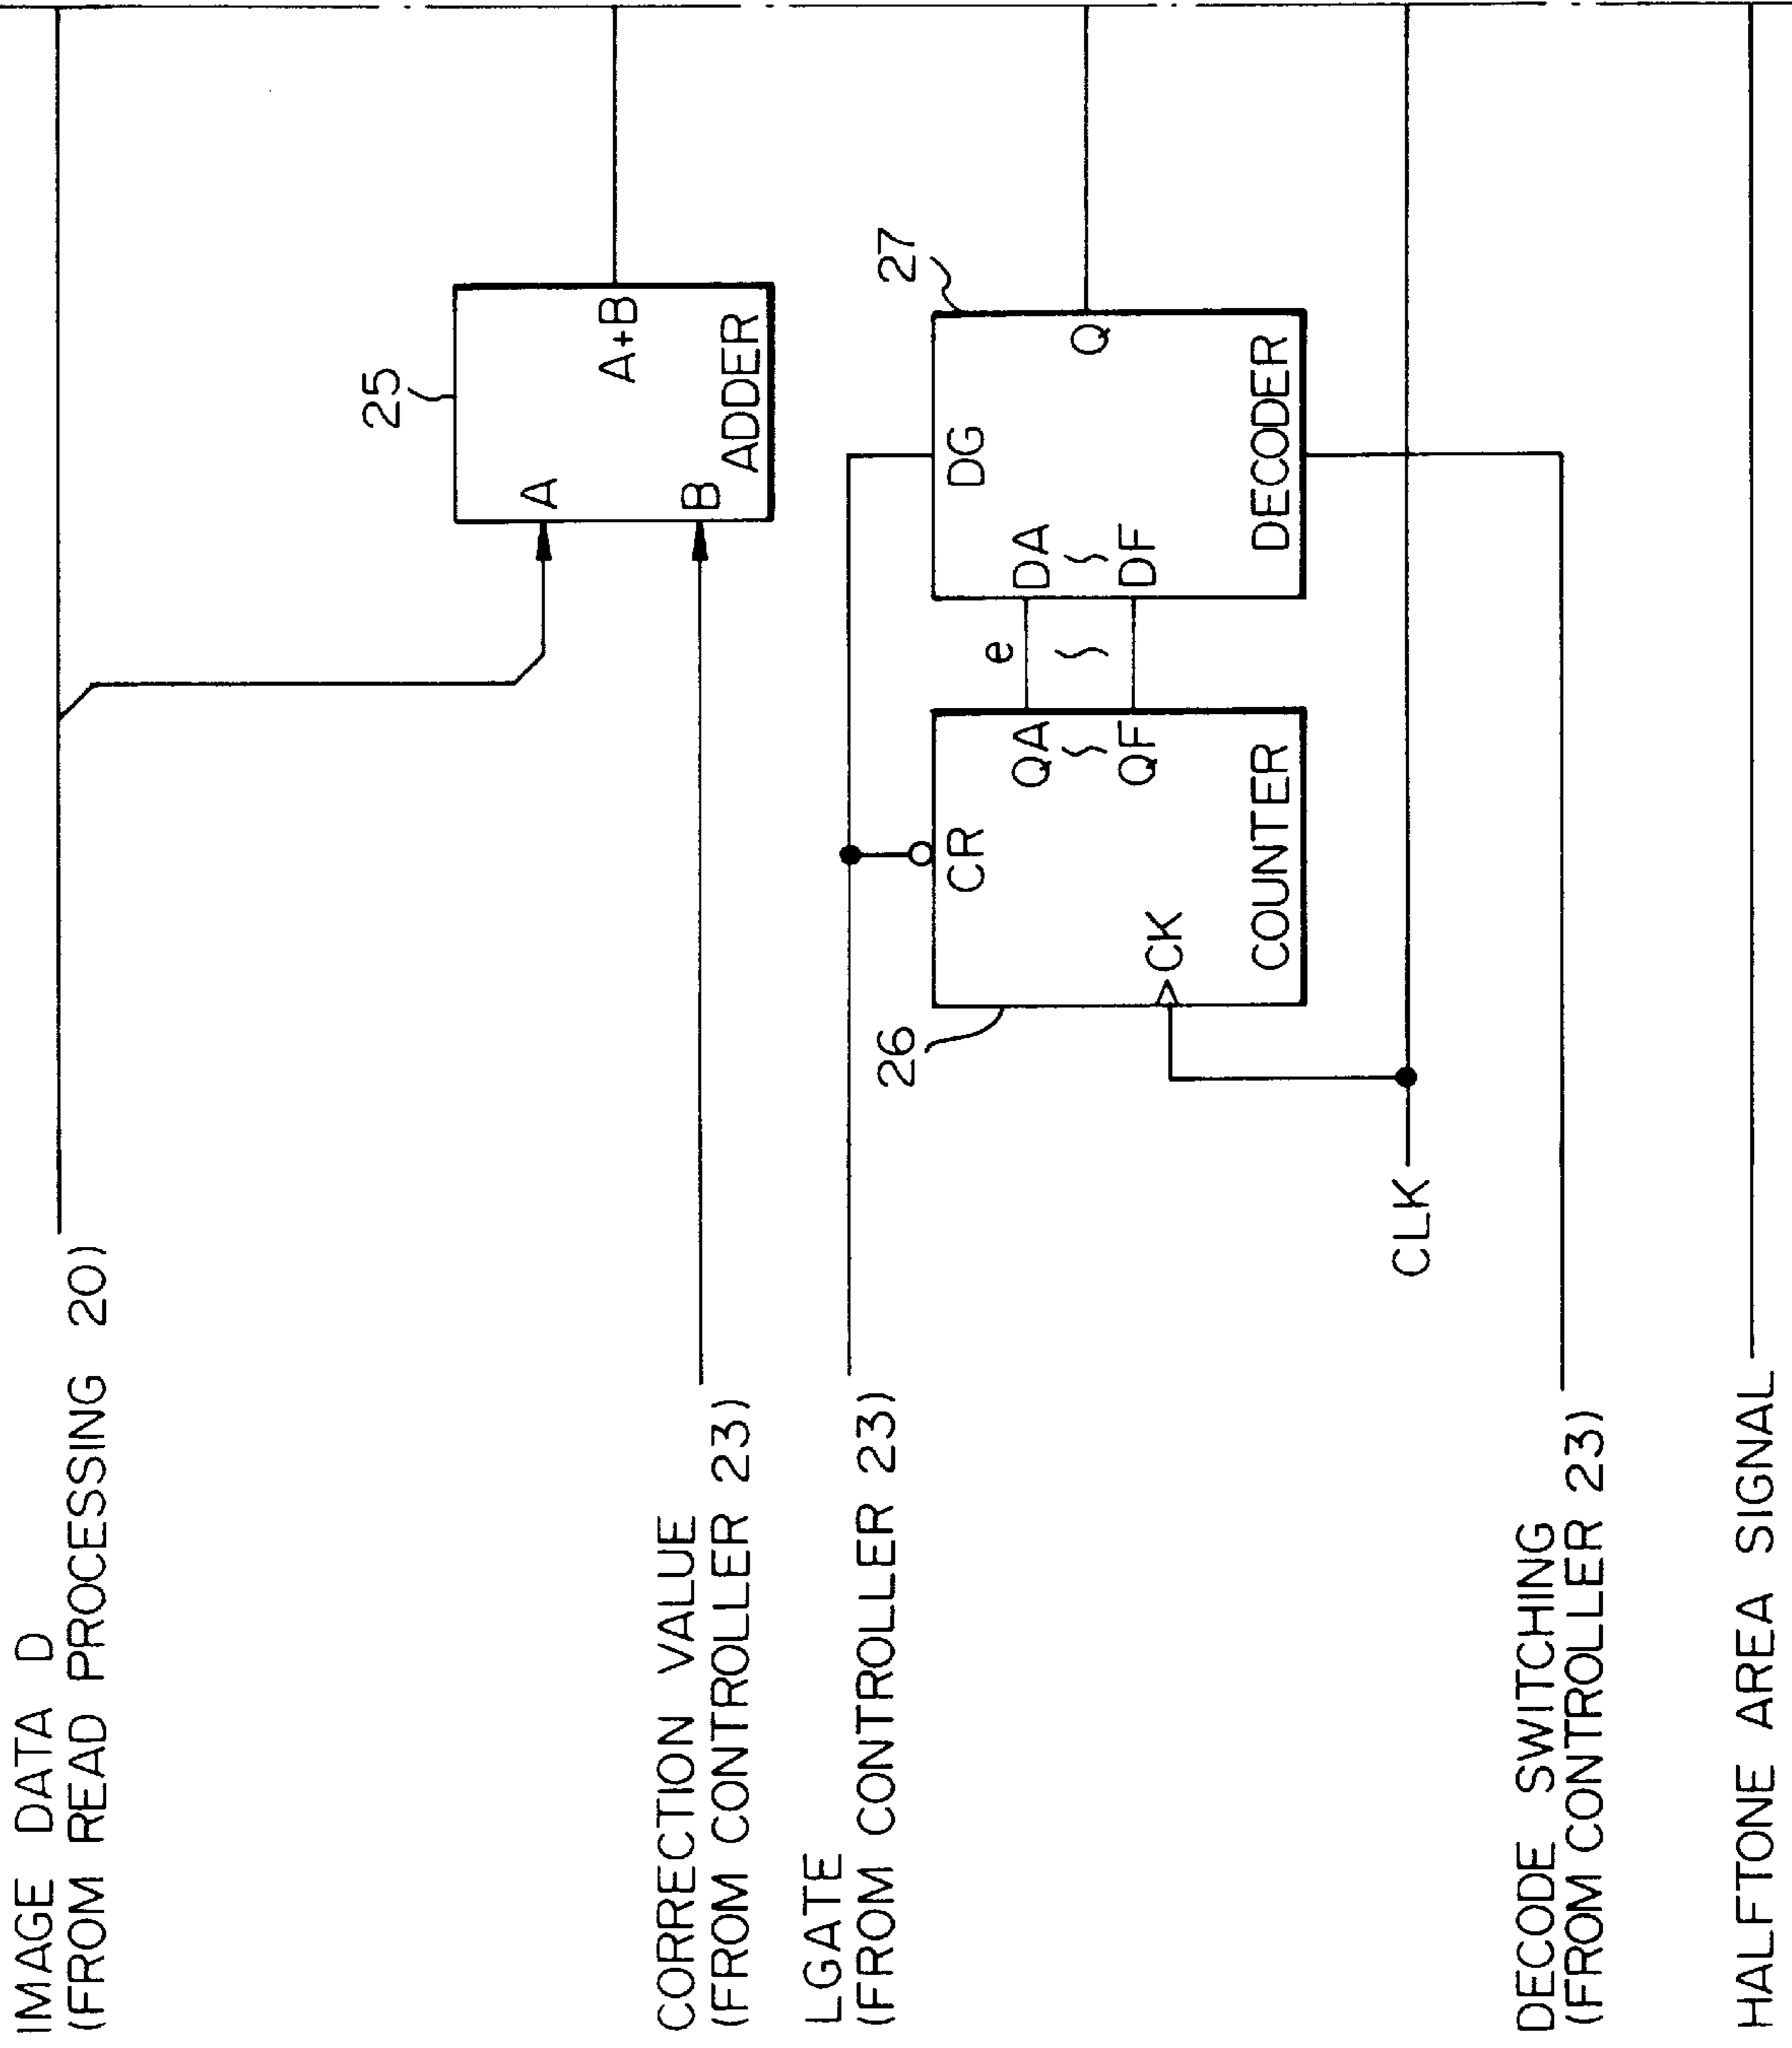 IMAGE DATA D
(FROM READ PROCESSING 20)
25
A
A+B
B
ADDER
CORRECTION VALUE
(FROM CONTROLLER 23)
LGATE
(FROM CONTROLLER 23)
26
CR
QA
QF
CK
COUNTER
e
27
DG
DA
DF
Q
DECODER
CLK
DECODE SWITCHING
(FROM CONTROLLER 23)
HALFTONE AREA SIGNAL